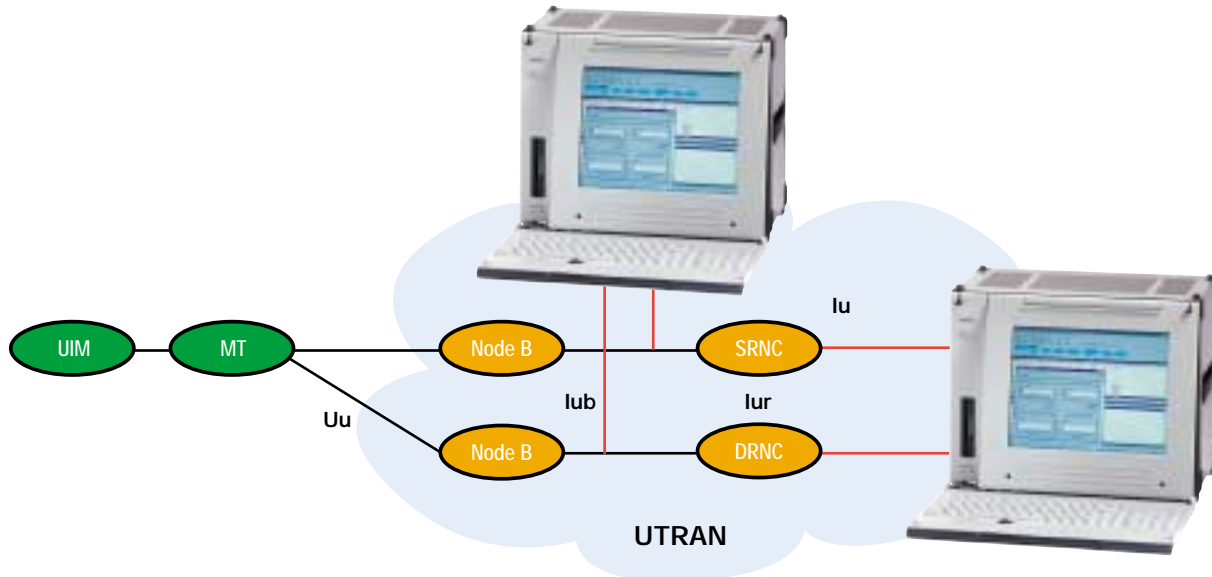 Iu
UIM
MT
Node B
SRNC
Uu
Iub
Iur
Node B
DRNC
UTRAN